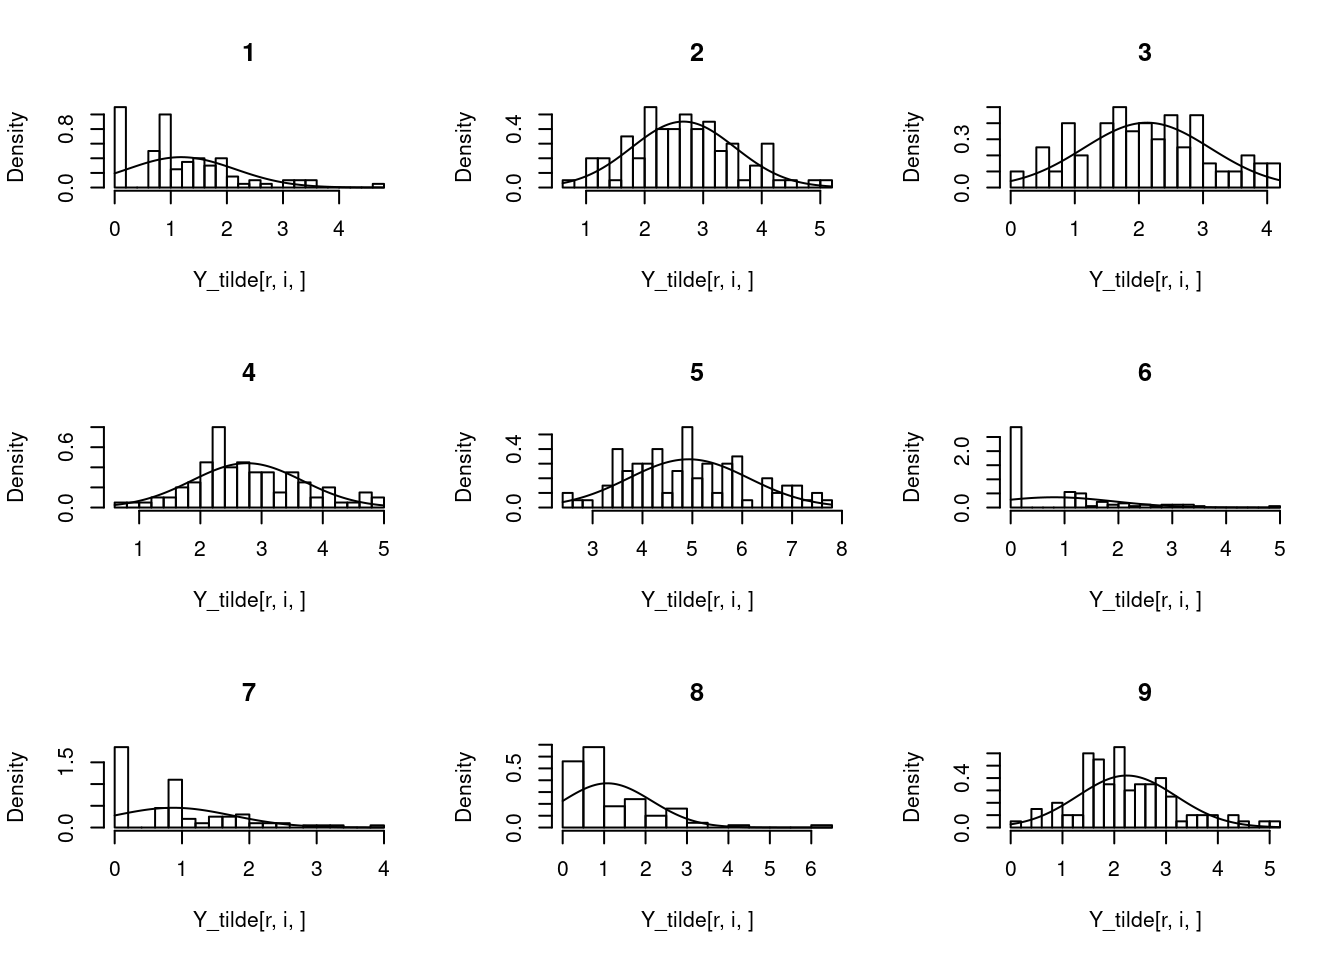 1 2 3
Density 0.0 0.8 Density 0.0 0.4 Density 0.0 0.3
0 1 2 3 4 1 2 3 4 5 0 1 2 3 4
Y_tilde[r, i, ] Y_tilde[r, i, ] Y_tilde[r, i, ]
4 5 6
Density 0.0 0.6 Density 0.0 0.4 Density 0.0 2.0
1 2 3 4 5 3 4 5 6 7 8 0 1 2 3 4 5
Y_tilde[r, i, ] Y_tilde[r, i, ] Y_tilde[r, i, ]
7 8 9
Density 0.0 1.5 Density 0.0 0.5 Density 0.0 0.4
0 1 2 3 4 0 1 2 3 4 5 6 0 1 2 3 4 5
Y_tilde[r, i, ] Y_tilde[r, i, ] Y_tilde[r, i, ]